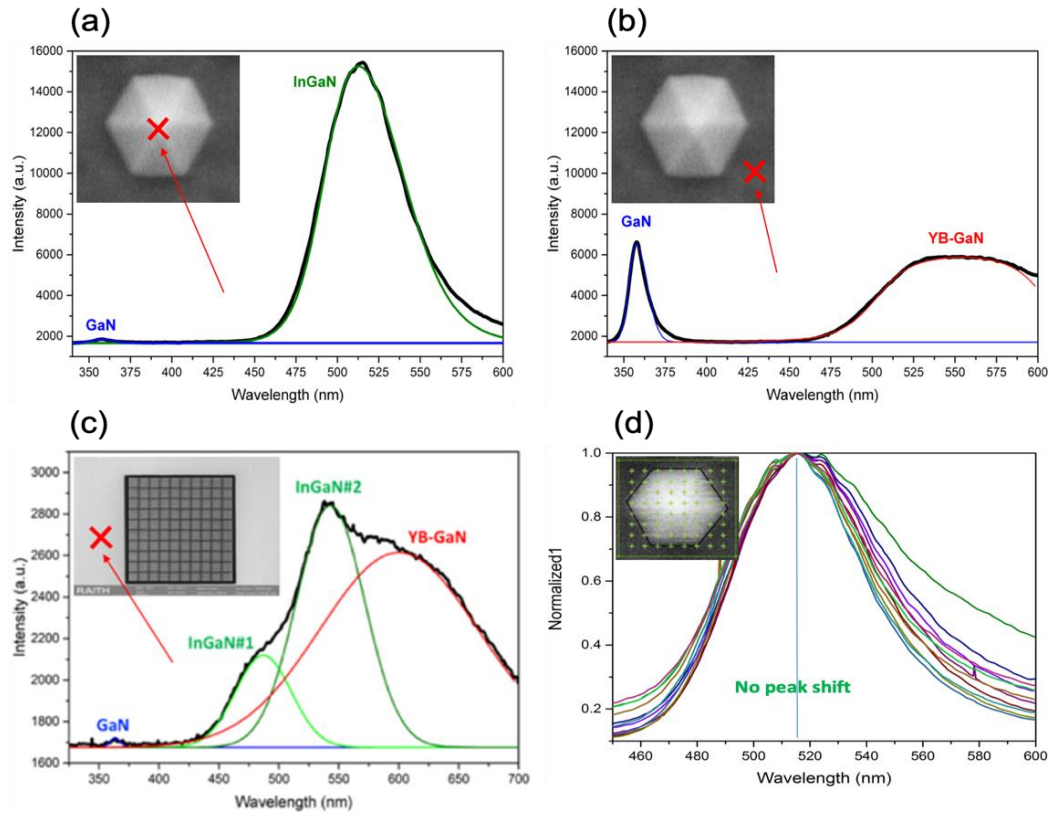 (a)
16000
14000
12000
10000
8000
6000
4000
2000
Intensity (a.u.)
InGaN
GaN
350 375 400 425 450 475 500 525 550 575 600
Wavelength (nm)
(b)
16000
14000
12000
10000
8000
6000
4000
2000
Intensity (a.u.)
GaN
YB-GaN
350 375 400 425 450 475 500 525 550 575 600
Wavelength (nm)
(c)
3000
2800
2600
2400
2200
2000
1800
1600
Intensity (a.u.)
RAITH
InGaN#2
YB-GaN
InGaN#1
GaN
350 400 450 500 550 600 650 700
Wavelength (nm)
(d)
1.0
0.8
0.6
0.4
0.2
Normalized1
No peak shift
460 480 500 520 540 560 580 600
Wavelength (nm)